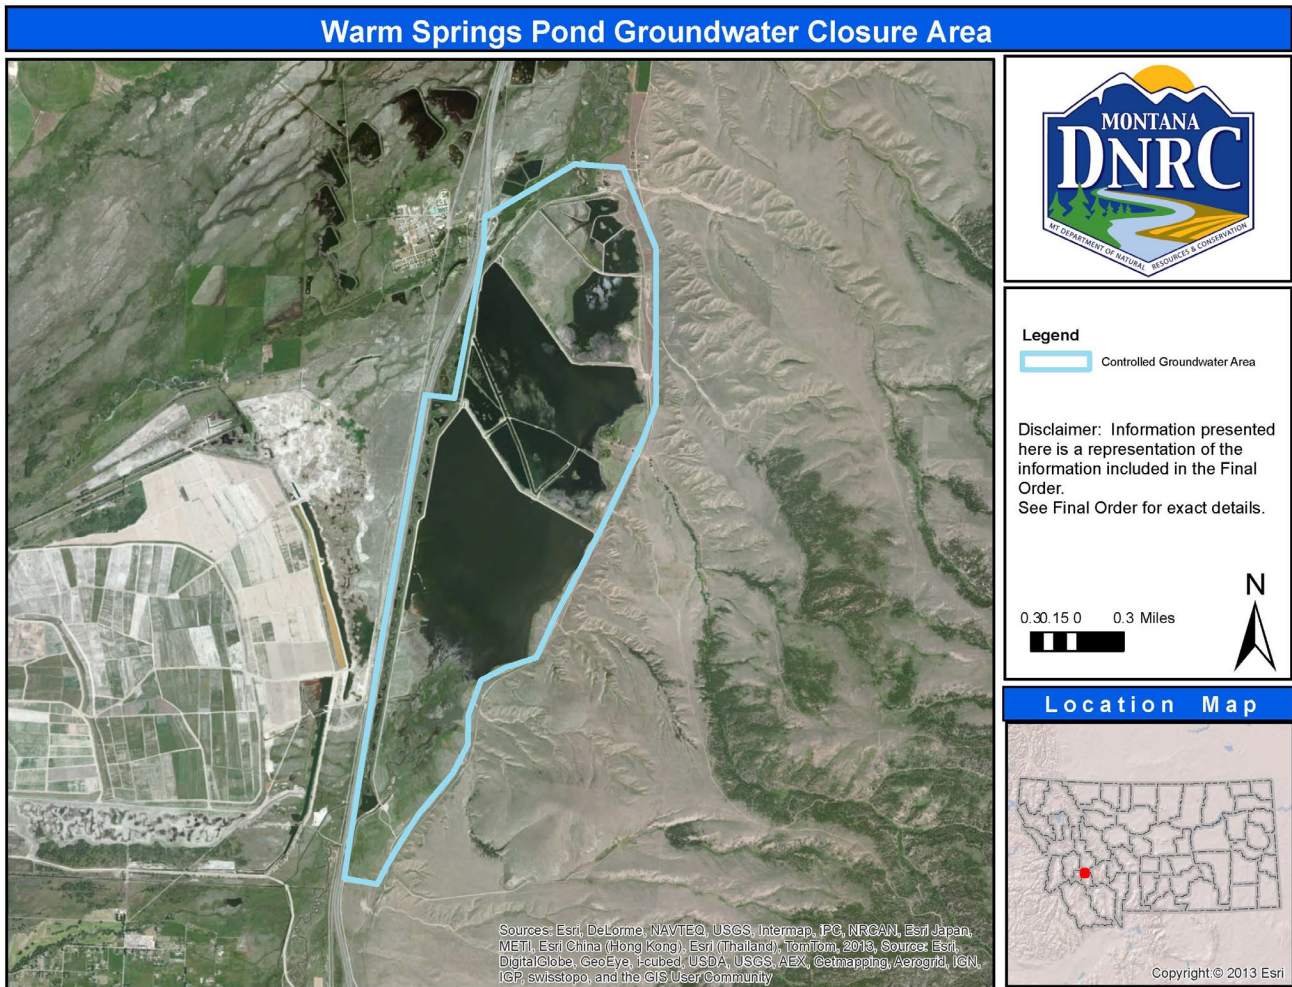 Warm Springs Pond Groundwater Closure Area
MONTANA
DNRC
MT DEPARTMENT OF NATURAL RESOURCES & CONSERVATION
Legend
Controlled Groundwater Area
Disclaimer: Information presented
here is a representation of the
information included in the Final
Order.
See Final Order for exact details.
N
0.30.15 0 0.3 Miles
Location Map
Copyright:© 2013 Esri
Sources: Esri, DeLorme, NAVTEQ, USGS, Intermap, iPC, NRCAN, Esri Japan,
METI, Esri China (Hong Kong), Esri (Thailand), TomTom, 2013, Source: Esri,
DigitalGlobe, GeoEye, i-cubed, USDA, USGS, AEX, Getmapping, Aerogrid, IGN,
IGP, swisstopo, and the GIS User Community